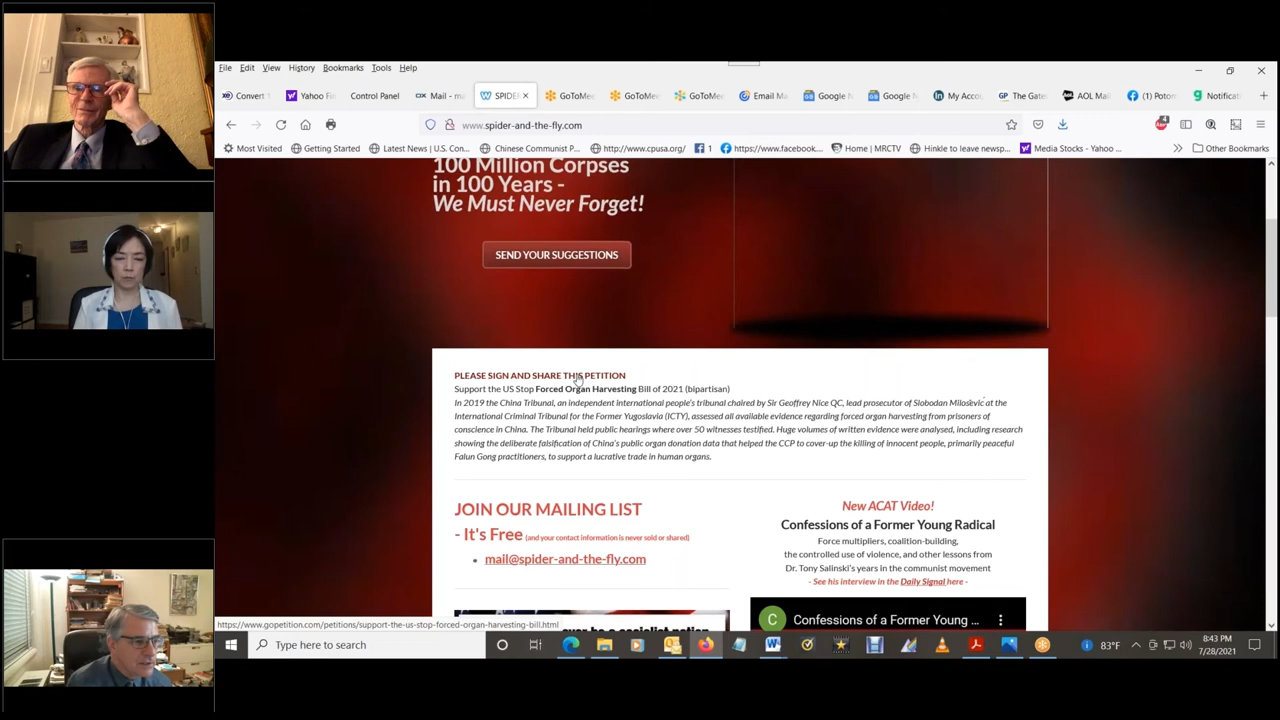 File Edit View History Bookmarks Tools Help
Convert Yahoo Fin Control Panel Mail - m SPIDER GoToMee GoToMee GoToMee Email Ma Google N Google N My Acco The Gate AOL Mail (1) Potom Notificat
www.spider-and-the-fly.com
Most Visited Getting Started Latest News | U.S. Con... Chinese Communist P... http://www.cpusa.org/ 1 https://www.facebook.... Home | MRCTV Hinkle to leave newsp... Media Stocks - Yahoo ... Other Bookmarks
100 Million Corpses
in 100 Years -
We Must Never Forget!
SEND YOUR SUGGESTIONS
PLEASE SIGN AND SHARE THIS PETITION
Support the US Stop Forced Organ Harvesting Bill of 2021 (bipartisan)
In 2019 the China Tribunal, an independent international people's tribunal chaired by Sir Geoffrey Nice QC, lead prosecutor of Slobodan Milošević at the
International Criminal Tribunal for the Former Yugoslavia (ICTY), assessed all available evidence regarding forced organ harvesting from prisoners of
conscience in China. The Tribunal held public hearings where over 50 witnesses testified. Huge volumes of written evidence were analysed, including research
showing the deliberate falsification of China's public organ donation data that helped the CCP to cover-up the killing of innocent people, primarily peaceful
Falun Gong practitioners, to support a lucrative trade in human organs.
JOIN OUR MAILING LIST
- It's Free (and your contact information is never sold or shared)
mail@spider-and-the-fly.com
New ACAT Video!
Confessions of a Former Young Radical
Force multipliers, coalition-building,
the controlled use of violence, and other lessons from
Dr. Tony Salinski's years in the communist movement
- See his interview in the Daily Signal here -
C Confessions of a Former Young ...
https://www.gopetition.com/petitions/support-the-us-stop-forced-organ-harvesting-bill.html
Type here to search
83°F
8:43 PM
7/28/2021